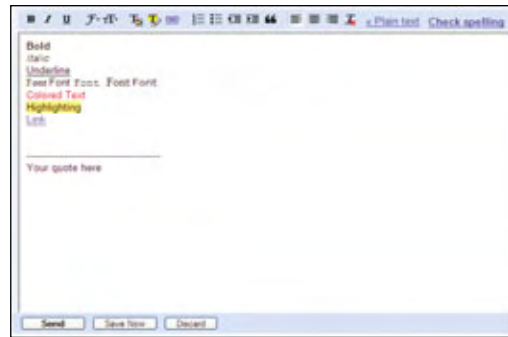 B I U « Plain text Check spelling
Bold
Italic
Underline
Font Font Font Font Font
Colored Text
Highlighting
Link
Your quote here
Send Save Now Discard